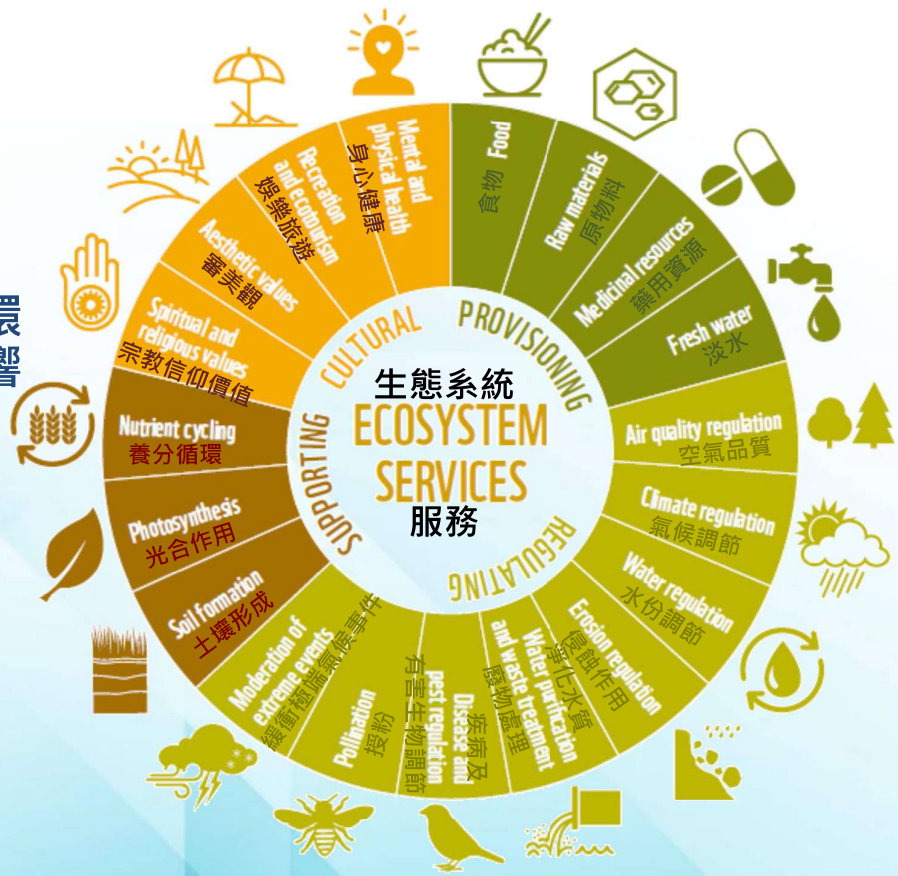 環
響
生態系統
ECOSYSTEM
SERVICES
服務
PROVISIONING
Food
食物
Raw materials
原物料
Medicinal resources
藥用資源
Fresh water
淡水
REGULATING
Air quality regulation
空氣品質
Climate regulation
氣候調節
Water regulation
水份調節
Erosion regulation
侵蝕作用
Water purification
and waste treatment
淨化水質
廢物處理
Disease and
pest regulation
疾病及
有害生物調節
Pollination
授粉
Moderation of
extreme events
緩衝極端氣候事件
SUPPORTING
Soil formation
土壤形成
Photosynthesis
光合作用
Nutrient cycling
養分循環
CULTURAL
Spiritual and
religious values
宗教信仰價值
Aesthetic values
審美觀
Recreation
and ecotourism
娛樂旅遊
Mental and
physical health
身心健康